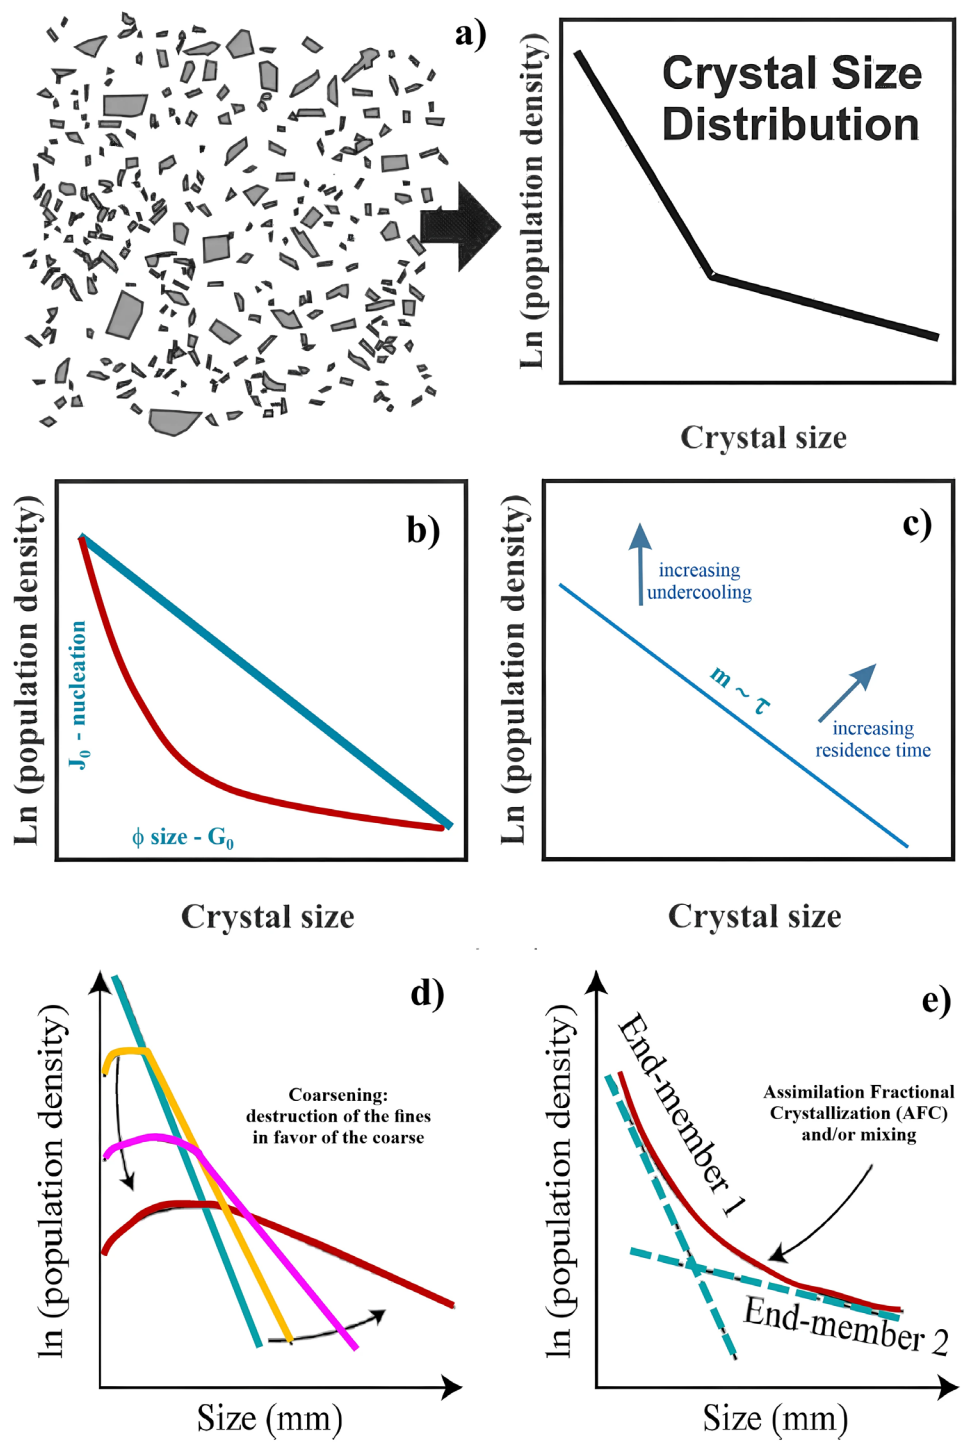 a)
Crystal Size
Distribution
Ln (population density)
Crystal size
b)
Ln (population density)
J₀ - nucleation
ϕ size - G₀
Crystal size
c)
Ln (population density)
increasing
undercooling
m ~ τ
increasing
residence time
Crystal size
d)
ln (population density)
Coarsening:
destruction of the fines
in favor of the coarse
Size (mm)
e)
ln (population density)
End-member 1
Assimilation Fractional
Crystallization (AFC)
and/or mixing
End-member 2
Size (mm)